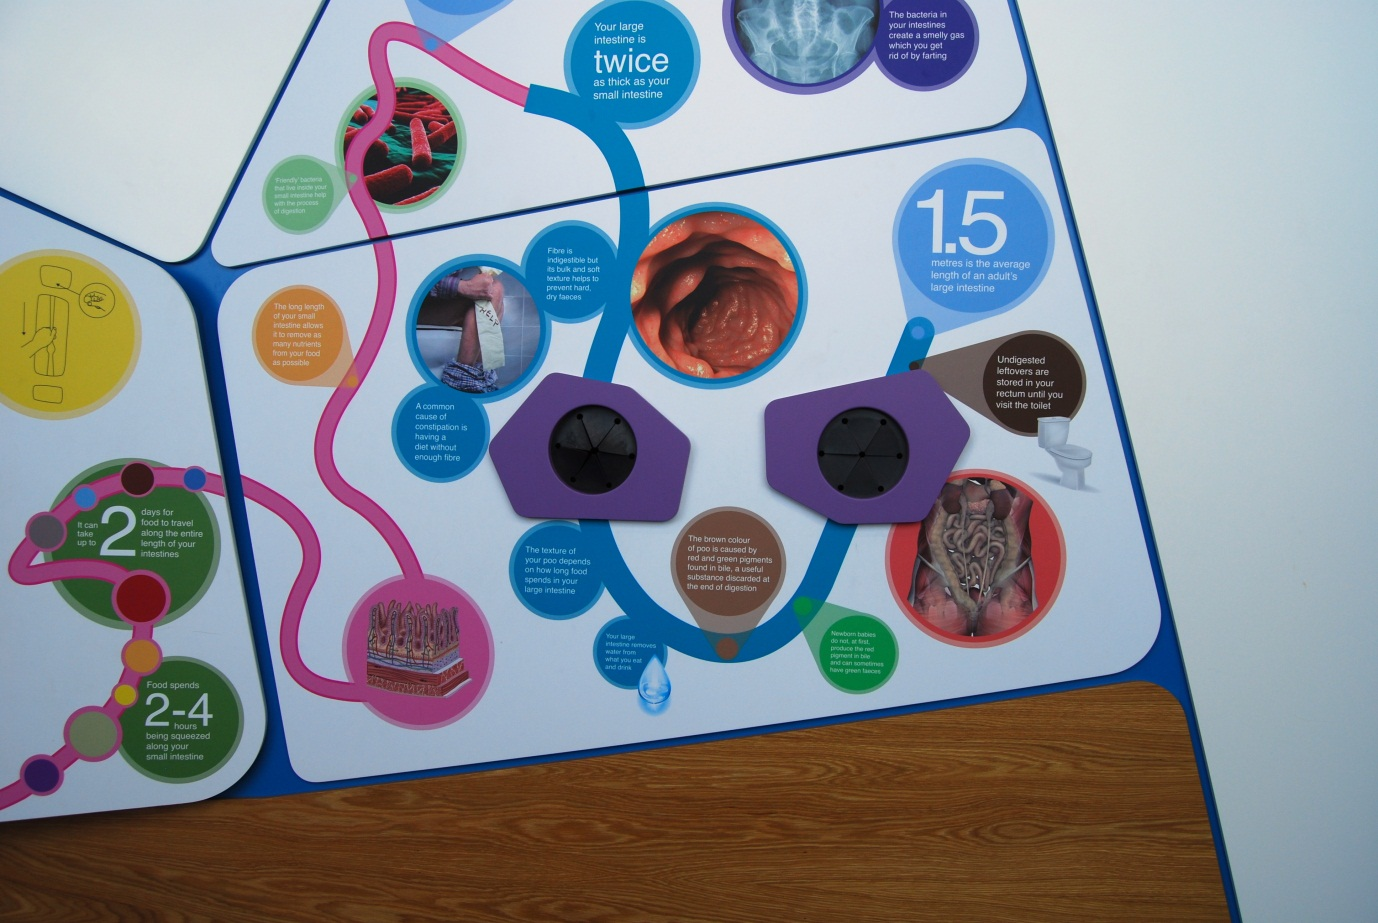 Your large
intestine is
twice
as thick as your
small intestine
The bacteria in
your intestines
create a smelly gas
which you get
rid of by farting
'Friendly' bacteria
that live inside your
small intestine help
with the process
of digestion
Fibre is
indigestible but
its bulk and soft
texture helps to
prevent hard,
dry faeces
1.5
metres is the average
length of an adult's
large intestine
The long length
of your small
intestine allows
it to remove as
many nutrients
from your food
as possible
HELP
A common
cause of
constipation is
having a
diet without
enough fibre
Undigested
leftovers are
stored in your
rectum until you
visit the toilet
It can
take
up to
2
days for
food to travel
along the entire
length of your
intestines
The texture of
your poo depends
on how long food
spends in your
large intestine
The brown colour
of poo is caused by
red and green pigments
found in bile, a useful
substance discarded at
the end of digestion
Your large
intestine removes
water from
what you eat
and drink
Newborn babies
do not, at first,
produce the red
pigment in bile
and can sometimes
have green faeces
Food spends
2-4
hours
being squeezed
along your
small intestine